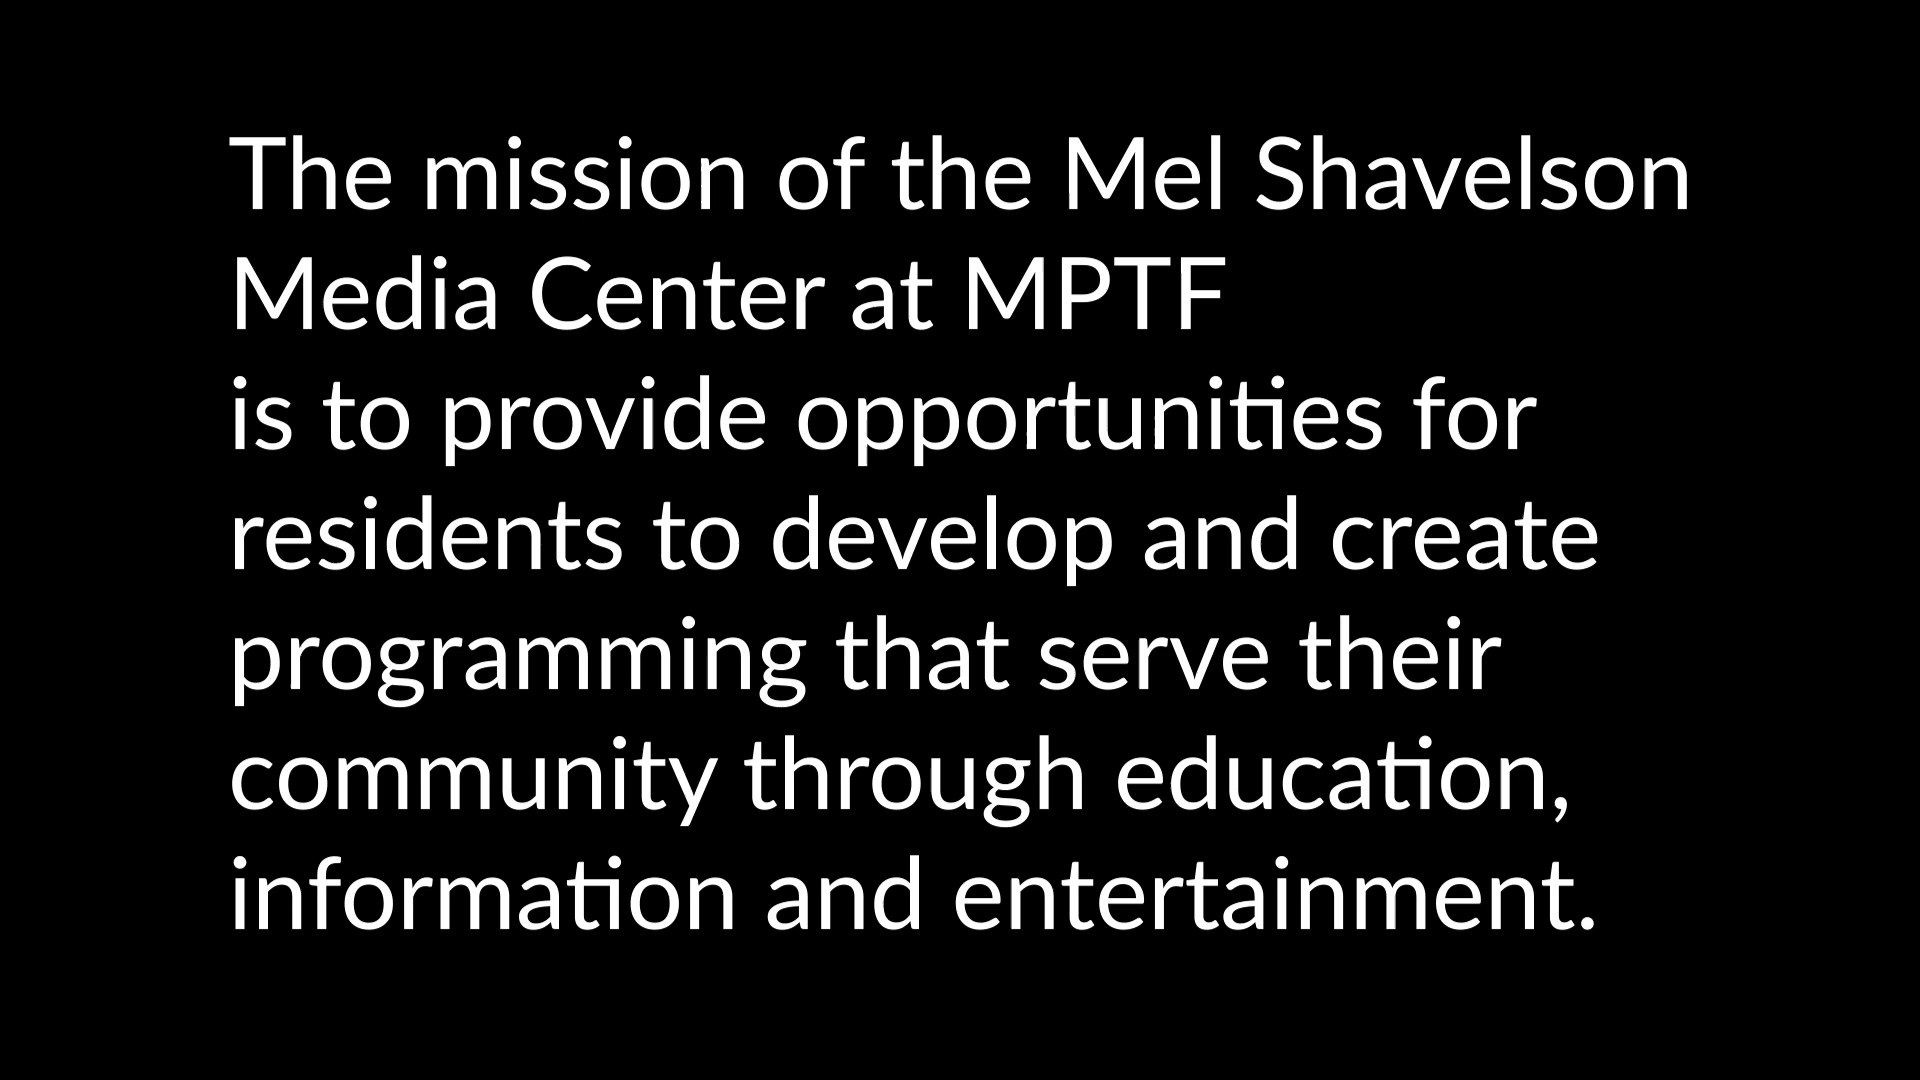 The mission of the Mel Shavelson
Media Center at MPTF
is to provide opportunities for
residents to develop and create
programming that serve their
community through education,
information and entertainment.